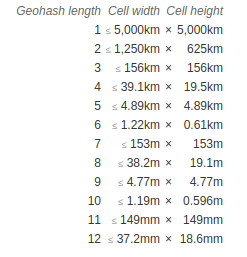 Geohash length Cell width Cell height
1 ≤ 5,000km × 5,000km
2 ≤ 1,250km × 625km
3 ≤ 156km × 156km
4 ≤ 39.1km × 19.5km
5 ≤ 4.89km × 4.89km
6 ≤ 1.22km × 0.61km
7 ≤ 153m × 153m
8 ≤ 38.2m × 19.1m
9 ≤ 4.77m × 4.77m
10 ≤ 1.19m × 0.596m
11 ≤ 149mm × 149mm
12 ≤ 37.2mm × 18.6mm